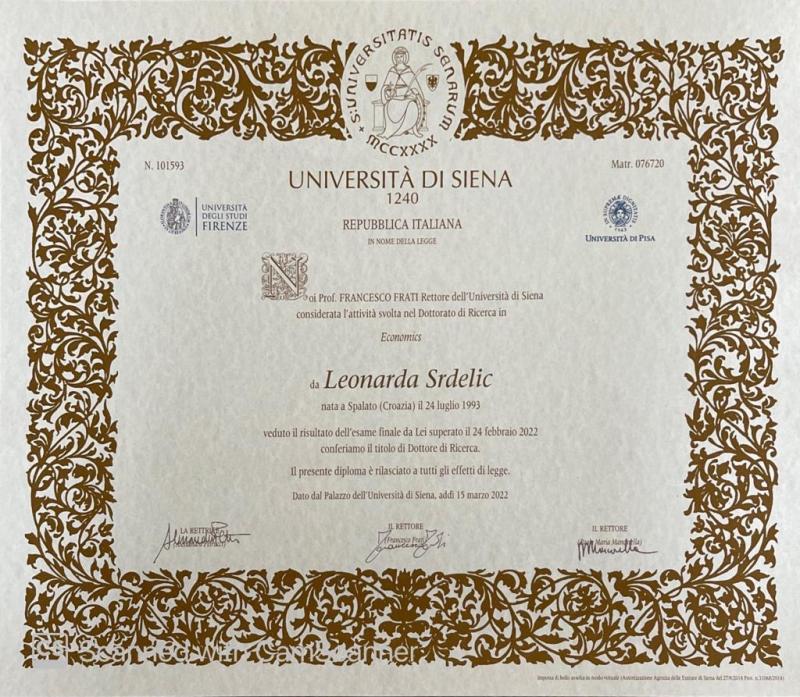 S·UNIVERSITATIS SENARUM
MCCXXXX
N. 101593
Matr. 076720
UNIVERSITÀ DI SIENA
1240
UNIVERSITÀ
DEGLI STUDI
FIRENZE
REPUBBLICA ITALIANA
IN NOME DELLA LEGGE
IN SUPREMÆ DIGNITATIS
1343
UNIVERSITÀ DI PISA
Noi Prof. FRANCESCO FRATI Rettore dell'Università di Siena
considerata l'attività svolta nel Dottorato di Ricerca in
Economics
da Leonarda Srdelic
nata a Spalato (Croazia) il 24 luglio 1993
veduto il risultato dell'esame finale da Lei superato il 24 febbraio 2022
conferiamo il titolo di Dottore di Ricerca.
Il presente diploma è rilasciato a tutti gli effetti di legge.
Dato dal Palazzo dell'Università di Siena, addì 15 marzo 2022
LA RETTRICE
IL RETTORE
(Francesco Frati)
IL RETTORE
Maria
CS Scanned with CamScanner
Imposta di bollo assolta in modo virtuale (Autorizzazione Agenzia delle Entrate di Siena del